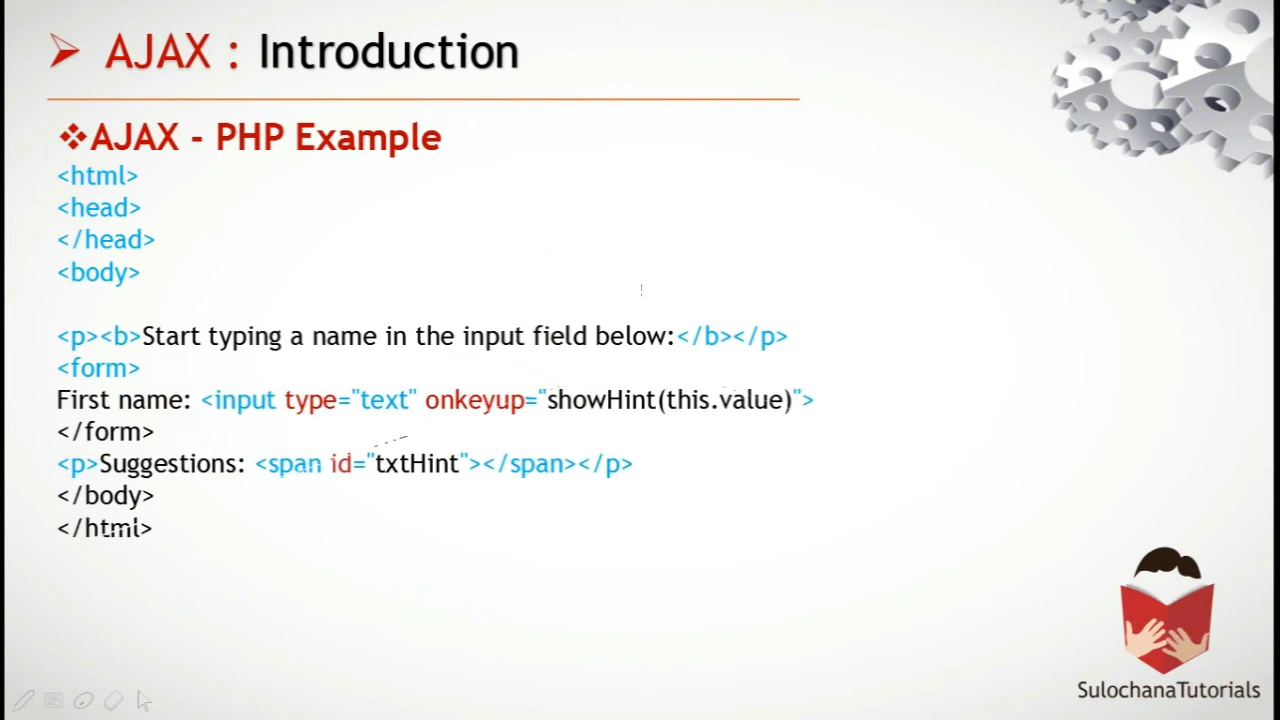 AJAX : Introduction
AJAX - PHP Example
<html>
<head>
</head>
<body>
<p><b>Start typing a name in the input field below:</b></p>
<form>
First name: <input type="text" onkeyup="showHint(this.value)">
</form>
<p>Suggestions: <span id="txtHint"></span></p>
</body>
</html>
SulochanaTutorials